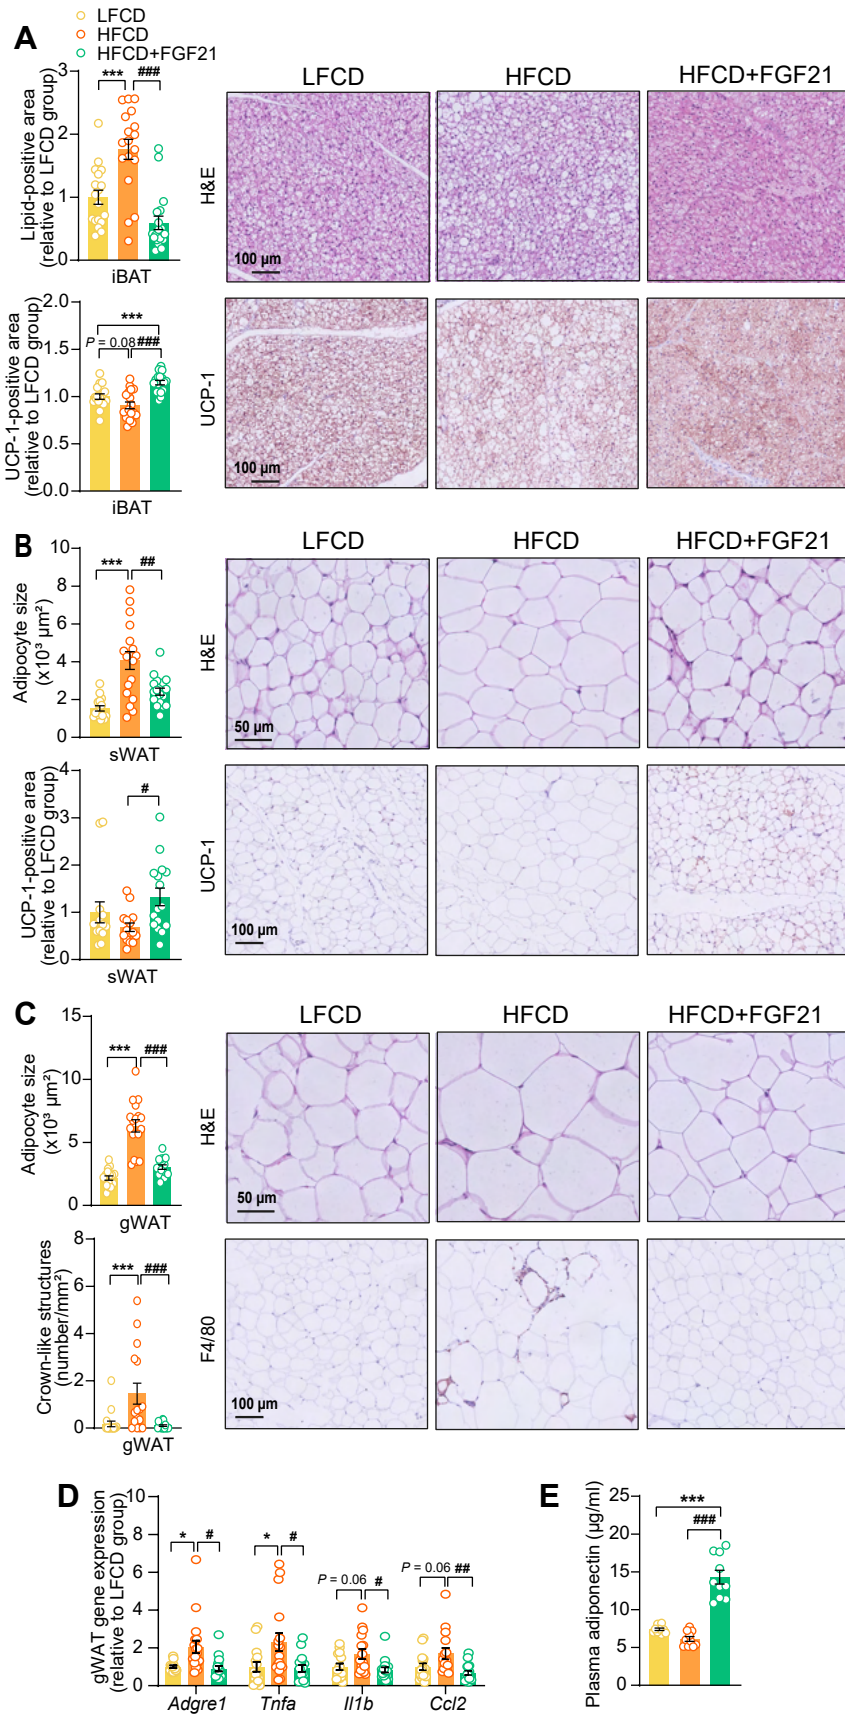 LFCD
HFCD
HFCD+FGF21
A
Lipid-positive area
(relative to LFCD group)
3
2
1
0
***
###
iBAT
LFCD
HFCD
HFCD+FGF21
H&E
100 µm
UCP-1-positive area
(relative to LFCD group)
2.0
1.5
1.0
0.5
0.0
***
P = 0.08
###
iBAT
UCP-1
100 µm
B
Adipocyte size
(x10³ µm²)
10
8
6
4
2
0
***
##
sWAT
LFCD
HFCD
HFCD+FGF21
H&E
50 µm
UCP-1-positive area
(relative to LFCD group)
4
3
2
1
0
#
sWAT
UCP-1
100 µm
C
Adipocyte size
(x10³ µm²)
15
10
5
0
***
###
gWAT
LFCD
HFCD
HFCD+FGF21
H&E
50 µm
Crown-like structures
(number/mm²)
8
6
4
2
0
***
###
gWAT
F4/80
100 µm
D
gWAT gene expression
(relative to LFCD group)
10
8
6
4
2
0
*
#
*
#
P = 0.06
#
P = 0.06
##
Adgre1
Tnfa
Il1b
Ccl2
E
Plasma adiponectin (µg/ml)
25
20
15
10
5
0
***
###